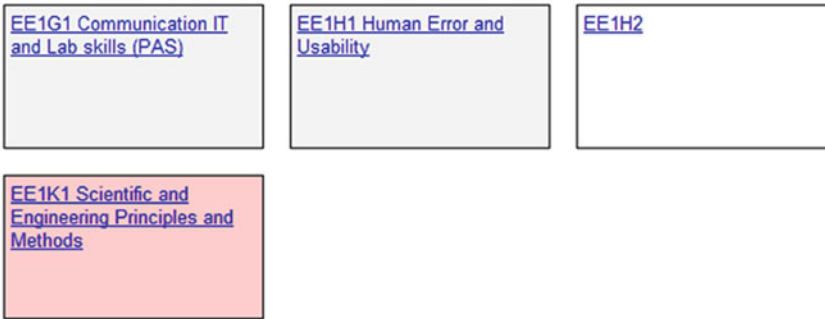 EE1G1 Communication IT
and Lab skills (PAS)
EE1H1 Human Error and
Usability
EE1H2
EE1K1 Scientific and
Engineering Principles and
Methods